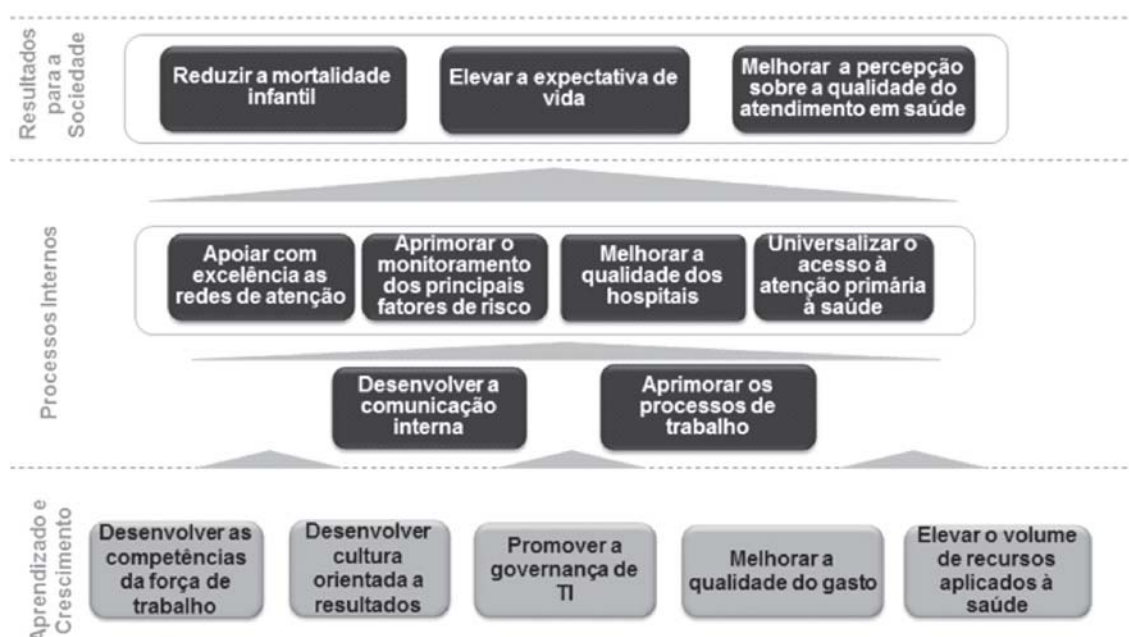 Resultados
para a
Sociedade
Reduzir a mortalidade
infantil
Elevar a expectativa de
vida
Melhorar a percepção
sobre a qualidade do
atendimento em saúde
Processos Internos
Apoiar com
excelência as
redes de atenção
Aprimorar o
monitoramento
dos principais
fatores de risco
Melhorar a
qualidade dos
hospitais
Universalizar o
acesso à
atenção primária
à saúde
Desenvolver a
comunicação
interna
Aprimorar os
processos de
trabalho
Aprendizado e
Crescimento
Desenvolver as
competências
da força de
trabalho
Desenvolver
cultura
orientada a
resultados
Promover a
governança de
TI
Melhorar a
qualidade do gasto
Elevar o volume
de recursos
aplicados à
saúde